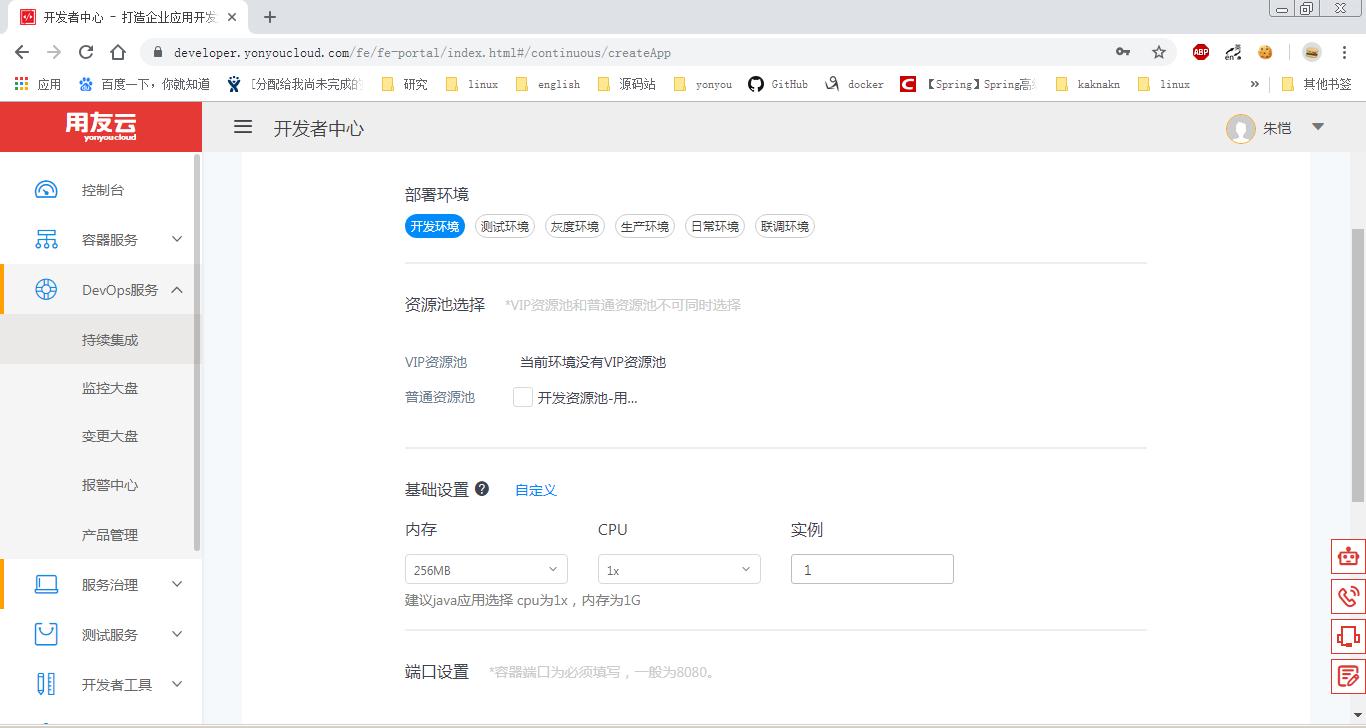 开发者中心 - 打造企业应用开发
developer.yonyoucloud.com/fe/fe-portal/index.html#/continuous/createApp
ABP
en
应用 百度一下，你就知道 [分配给我尚未完成的 研究 linux english 源码站 yonyou GitHub docker 【Spring】Spring高 kaknakn linux » 其他书签
用友云
yonyoucloud
开发者中心
朱恺
控制台
容器服务
DevOps服务
持续集成
监控大盘
变更大盘
报警中心
产品管理
服务治理
测试服务
开发者工具
部署环境
开发环境 测试环境 灰度环境 生产环境 日常环境 联调环境
资源池选择 *VIP资源池和普通资源池不可同时选择
VIP资源池 当前环境没有VIP资源池
普通资源池 开发资源池-用...
基础设置 ? 自定义
内存 CPU 实例
256MB 1x 1
建议java应用选择 cpu为1x，内存为1G
端口设置 *容器端口为必须填写，一般为8080。